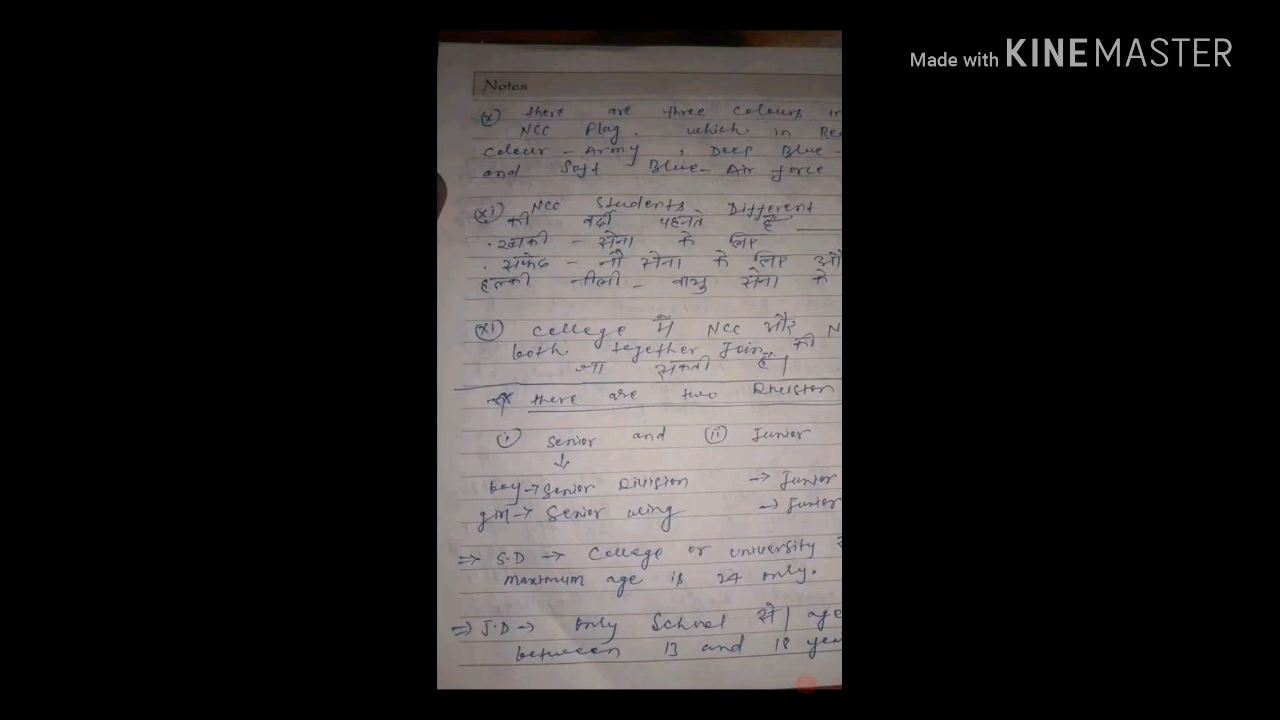 Made with KINEMASTER
Notes
(x) there are three colours in
NCC Flag. which in Red
colour - Army , Deep Blue -
and Soft Blue - Air force
(xi) NCC Students Different
की वर्दी पहनते है
. खाकी - सेना के लिए
. सफेद - नौ सेना के लिए औ
हल्की नीली - वायु सेना के
(xi) College में NCC और N
both together Join की
जा सकती है।
there are two Division
(i) Senior and (ii) Junior
boy → Senior Division → Junior
girl → Senior wing → Junior
⇒ S.D → College or university से
maximum age is 24 only.
⇒ J.D → only School से। age
between 13 and 18 year